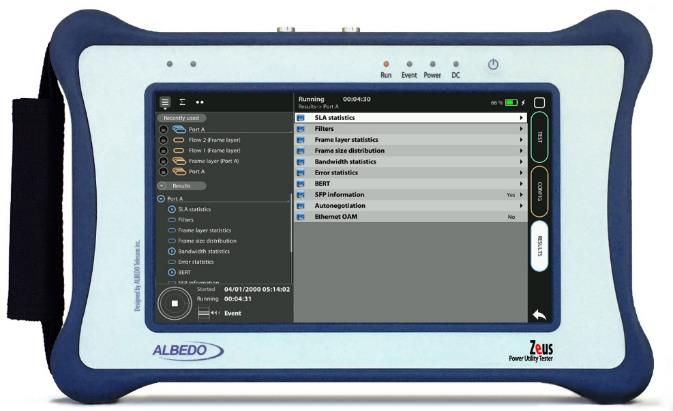 Run Event Power DC
Running 00:04:30
Results-> Port A
66 %
Recently used
Port A
Flow 2 (Frame layer)
Flow 1 (Frame layer)
Frame layer (Port A)
Port A
Results
Port A
SLA statistics
Filters
Frame layer statistics
Frame size distribution
Bandwidth statistics
Error statistics
BERT
SFP information
Started 04/01/2000 05:14:02
Running 00:04:31
Event
SLA statistics
Filters
Frame layer statistics
Frame size distribution
Bandwidth statistics
Error statistics
BERT
SFP information Yes
Autonegotiation
Ethernet OAM No
TEST
CONFIG
RESULTS
Designed by ALBEDO Telecom inc.
ALBEDO
Zeus
Power Utility Tester